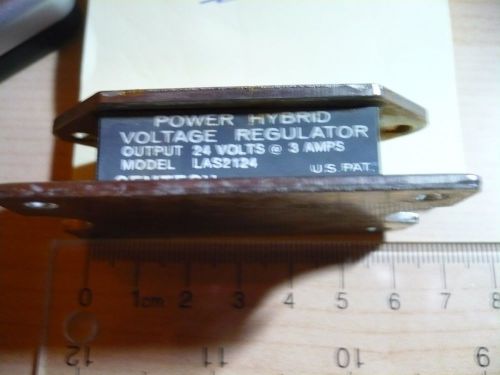 POWER HYBRID
VOLTAGE REGULATOR
OUTPUT 24 VOLTS @ 3 AMPS
MODEL LAS2124 U.S. PAT.
0 1cm 2 3 4 5 6 7 8
12 11 10 9